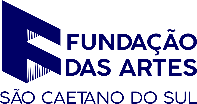 FUNDAÇÃO
DAS ARTES
SÃO CAETANO DO SUL